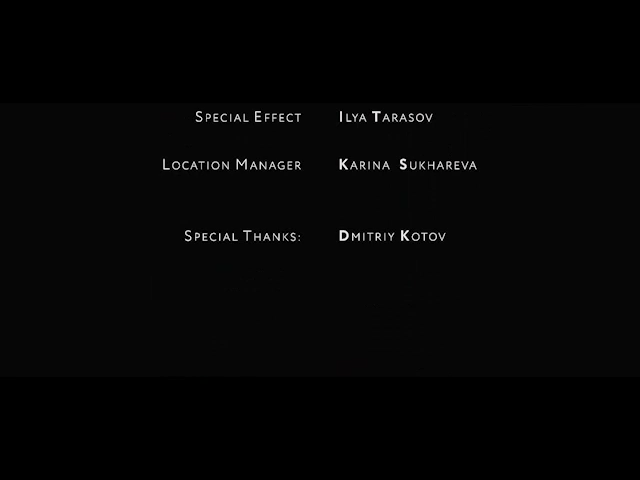 Special Effect Ilya Tarasov
Location Manager Karina Sukhareva
Special Thanks: Dmitriy Kotov